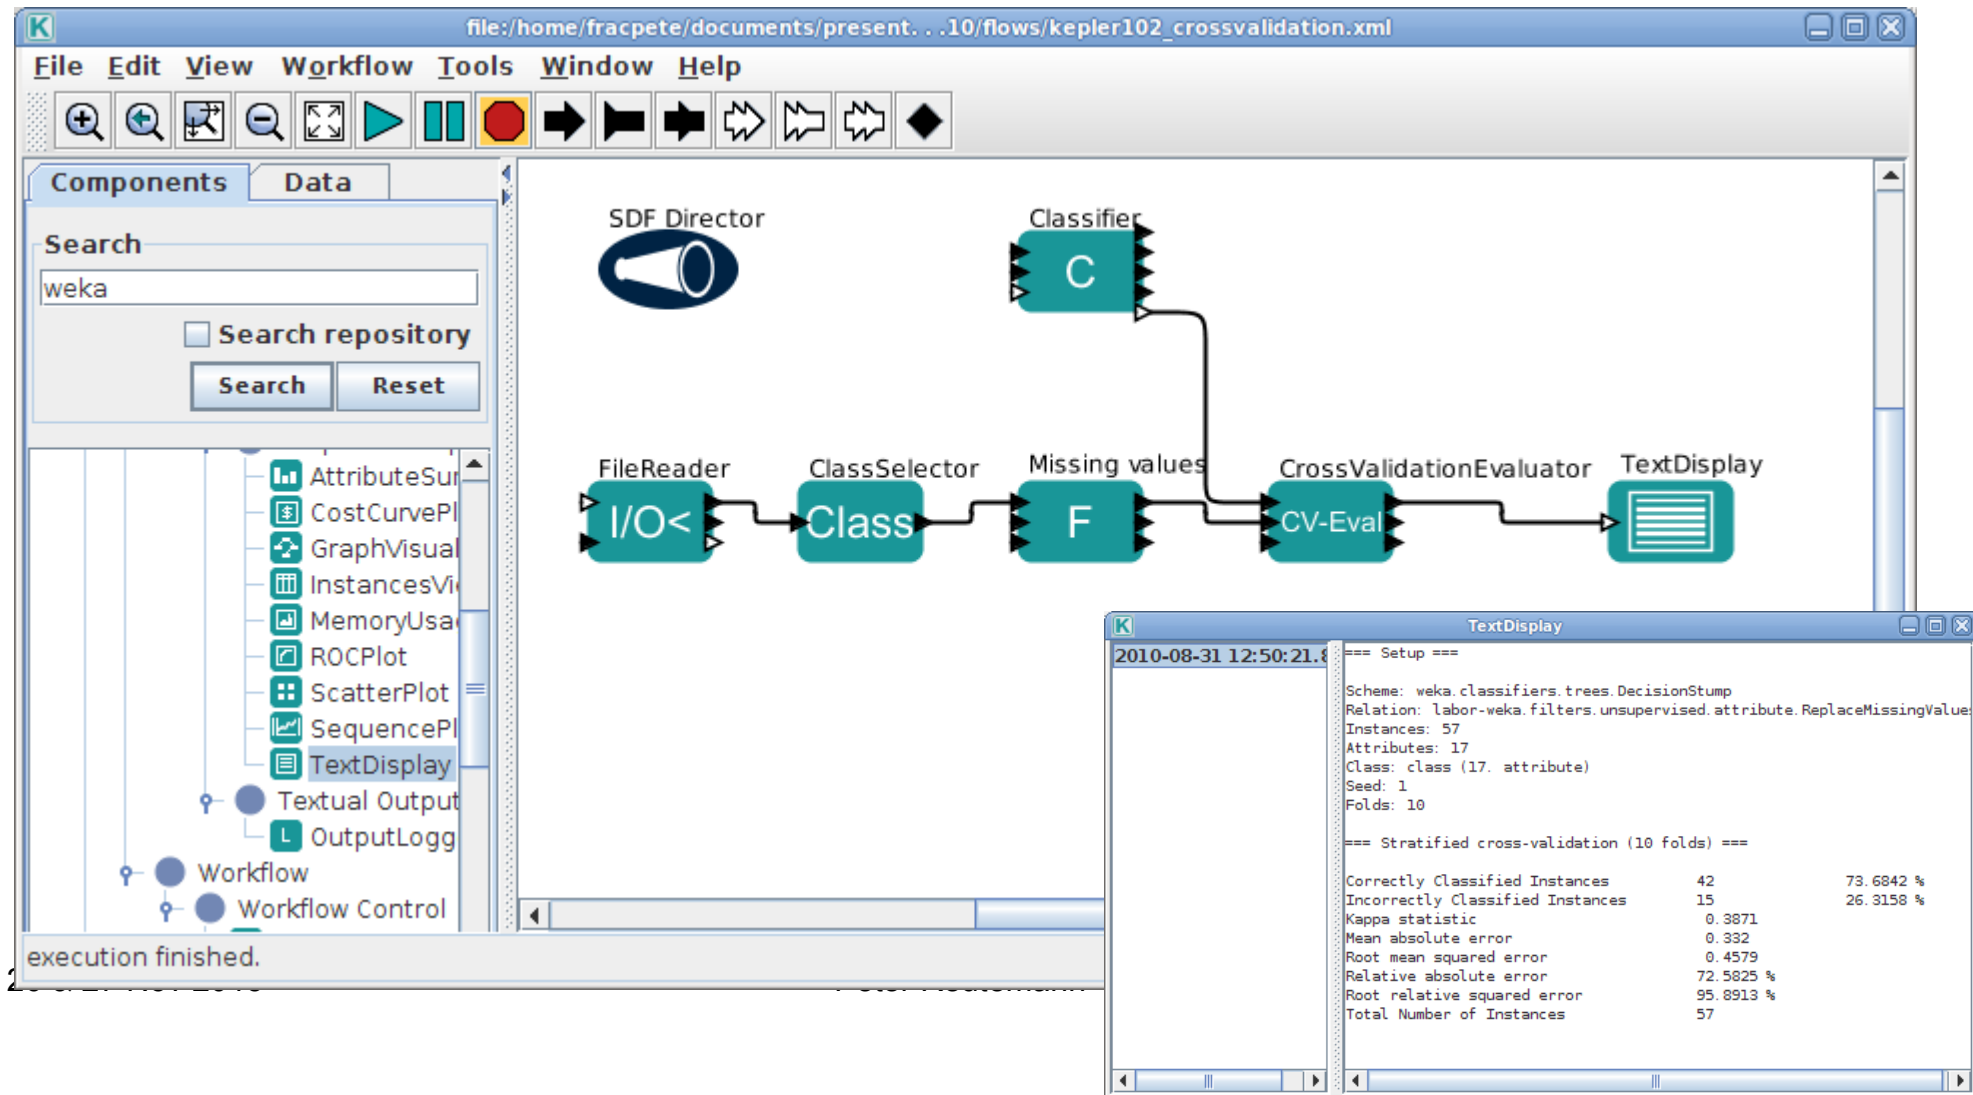 file:/home/fracpete/documents/present. . .10/flows/kepler102_crossvalidation.xml
File Edit View Workflow Tools Window Help
Components Data
Search
weka
Search repository
Search Reset
AttributeSu
CostCurvePl
GraphVisual
InstancesVi
MemoryUsa
ROCPlot
ScatterPlot
SequencePl
TextDisplay
Textual Output
L OutputLogg
Workflow
Workflow Control
execution finished.
SDF Director
Classifier
C
FileReader
I/O<
ClassSelector
Class
Missing values
F
CrossValidationEvaluator
CV-Eval
TextDisplay
TextDisplay
2010-08-31 12:50:21.8
=== Setup ===
Scheme: weka.classifiers.trees.DecisionStump
Relation: labor-weka.filters.unsupervised.attribute.ReplaceMissingValue
Instances: 57
Attributes: 17
Class: class (17. attribute)
Seed: 1
Folds: 10
=== Stratified cross-validation (10 folds) ===
Correctly Classified Instances 42 73.6842 %
Incorrectly Classified Instances 15 26.3158 %
Kappa statistic 0.3871
Mean absolute error 0.332
Root mean squared error 0.4579
Relative absolute error 72.5825 %
Root relative squared error 95.8913 %
Total Number of Instances 57